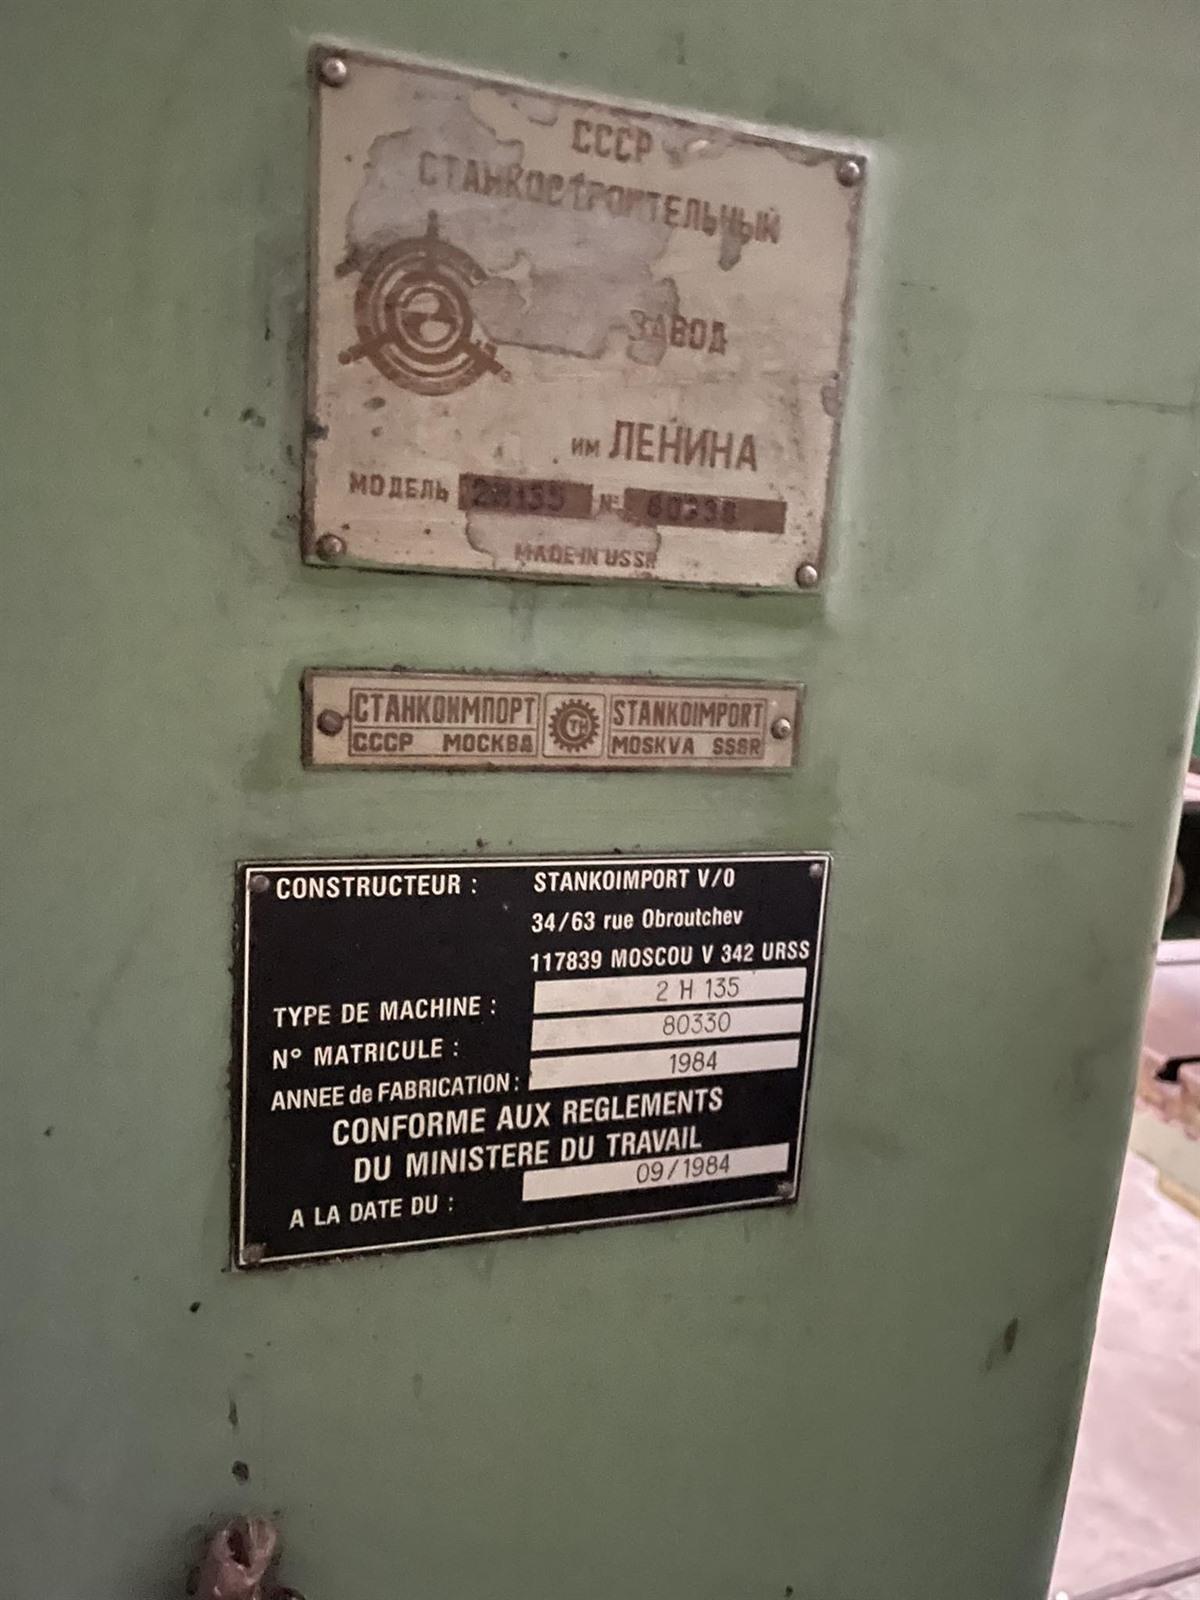 СССР
СТАНКОСТРОИТЕЛЬНЫЙ
ЗАВОД
им ЛЕНИНА
МОДЕЛЬ 2Н135 №
MADE IN USSR
СТАНКОИМПОРТ STANKOIMPORT
СССР МОСКВА MOSKVA SSSR
CONSTRUCTEUR : STANKOIMPORT V/O
34/63 rue Obroutchev
117839 MOSCOU V 342 URSS
TYPE DE MACHINE : 2 H 135
N° MATRICULE : 80330
ANNEE de FABRICATION : 1984
CONFORME AUX REGLEMENTS
DU MINISTERE DU TRAVAIL
A LA DATE DU : 09/1984